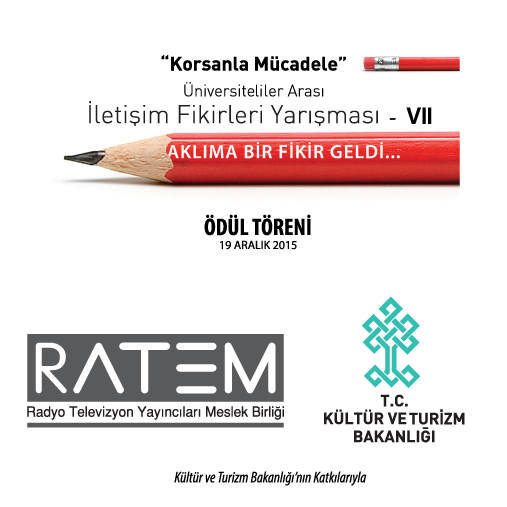 “Korsanla Mücadele”
Üniversiteliler Arası
İletişim Fikirleri Yarışması - VII
AKLIMA BİR FİKİR GELDİ...
ÖDÜL TÖRENİ
19 ARALIK 2015
RATEM
Radyo Televizyon Yayıncıları Meslek Birliği
T.C.
KÜLTÜR VE TURİZM
BAKANLIĞI
Kültür ve Turizm Bakanlığı’nın Katkılarıyla